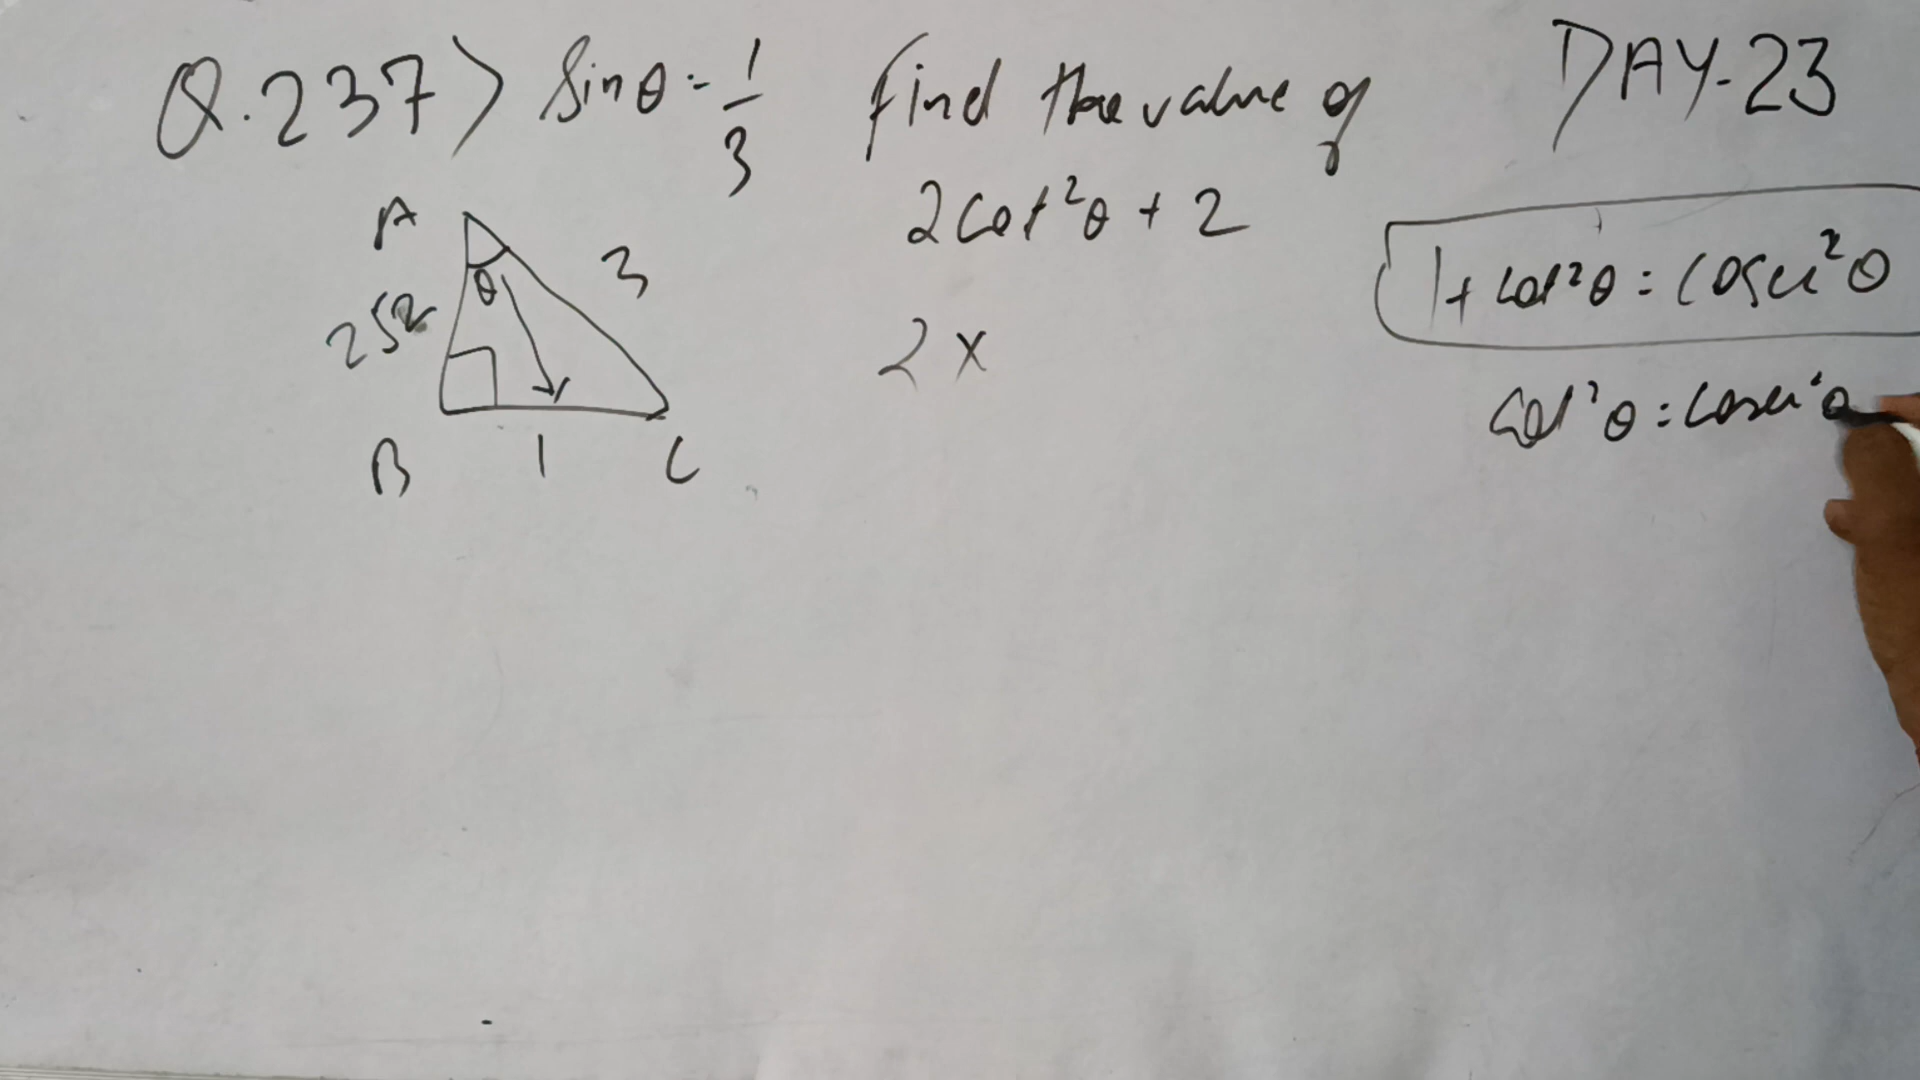 Q.237> Sinθ = 1/3 find the value of
DAY-23
2Cot²θ + 2
A
θ
3
2√2
B
1
C
2 x
1 + Cot²θ = Cosec²θ
Cot²θ = Cosec²θ